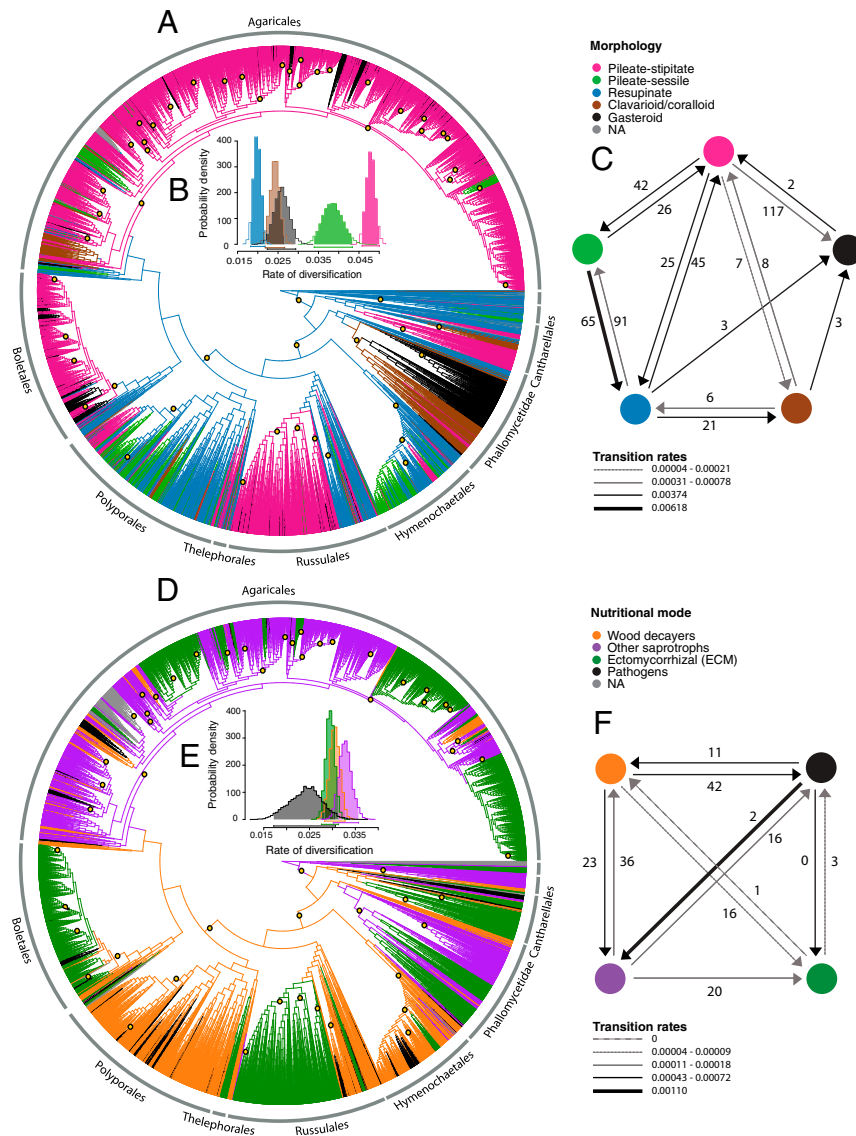 A
Agaricales
Boletales
Polyporales
Thelephorales
Russulales
Hymenochaetales
Phallomycetidae
Cantharellales
B
Probability density
400
300
200
100
0
0.015
0.025
0.035
0.045
Rate of diversification
Morphology
Pileate-stipitate
Pileate-sessile
Resupinate
Clavarioid/coralloid
Gasteroid
NA
C
42
26
2
117
25
45
7
8
65
91
3
3
6
21
Transition rates
0.00004 - 0.00021
0.00031 - 0.00078
0.00374
0.00618
D
Agaricales
Boletales
Polyporales
Thelephorales
Russulales
Hymenochaetales
Phallomycetidae
Cantharellales
E
Probability density
400
300
200
100
0
0.015
0.025
0.035
Rate of diversification
Nutritional mode
Wood decayers
Other saprotrophs
Ectomycorrhizal (ECM)
Pathogens
NA
F
11
42
2
16
23
36
0
3
1
16
20
Transition rates
0
0.00004 - 0.00009
0.00011 - 0.00018
0.00043 - 0.00072
0.00110